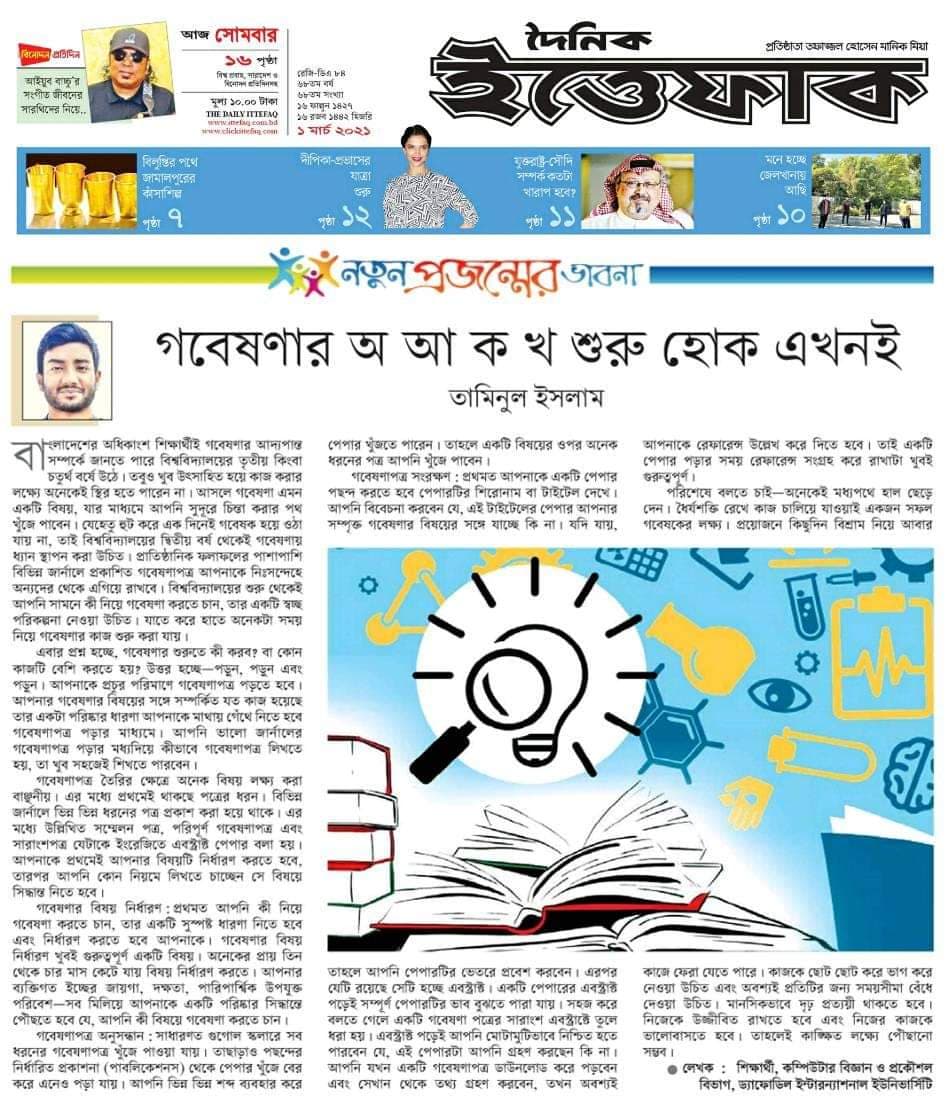 বিনোদন প্রতিদিন
আইয়ুব বাচ্চু'র
সংগীত জীবনের
সারথিদের নিয়ে..
আজ সোমবার
১৬ পৃষ্ঠা
বিশ্ব প্রবাহ, সারাদেশ ও
বিনোদন প্রতিদিনসহ
মূল্য ১০.০০ টাকা
THE DAILY ITTEFAQ
www.ittefaq.com.bd
www.clickittefaq.com
রেজি-ডিএ ৮৪
৬৮তম বর্ষ
৬৮তম সংখ্যা
১৬ ফাল্গুন ১৪২৭
১৬ রজব ১৪৪২ হিজরি
১ মার্চ ২০২১
দৈনিক
ইত্তেফাক
প্রতিষ্ঠাতা তফাজ্জল হোসেন মানিক মিয়া
বিলুপ্তির পথে
জামালপুরের
কাঁসাশিল্প
পৃষ্ঠা ৭
দীপিকা-প্রভাসের
যাত্রা
শুরু
পৃষ্ঠা ১২
যুক্তরাষ্ট্র-সৌদি
সম্পর্ক কতটা
খারাপ হবে?
পৃষ্ঠা ১১
মনে হচ্ছে
জেলখানায়
আছি
পৃষ্ঠা ১০
নতুন প্রজন্মের ভাবনা
গবেষণার অ আ ক খ শুরু হোক এখনই
তামিনুল ইসলাম
বাংলাদেশের অধিকাংশ শিক্ষার্থীই গবেষণার আদ্যপান্ত
সম্পর্কে জানতে পারে বিশ্ববিদ্যালয়ের তৃতীয় কিংবা
চতুর্থ বর্ষে উঠে। তবুও খুব উৎসাহিত হয়ে কাজ করার
লক্ষ্যে অনেকেই স্থির হতে পারেন না। আসলে গবেষণা এমন
একটি বিষয়, যার মাধ্যমে আপনি সুদূরে চিন্তা করার পথ
খুঁজে পাবেন। যেহেতু হুট করে এক দিনেই গবেষক হয়ে ওঠা
যায় না, তাই বিশ্ববিদ্যালয়ের দ্বিতীয় বর্ষ থেকেই গবেষণায়
ধ্যান স্থাপন করা উচিত। প্রাতিষ্ঠানিক ফলাফলের পাশাপাশি
বিভিন্ন জার্নালে প্রকাশিত গবেষণাপত্র আপনাকে নিঃসন্দেহে
অন্যদের থেকে এগিয়ে রাখবে। বিশ্ববিদ্যালয়ের শুরু থেকেই
আপনি সামনে কী নিয়ে গবেষণা করতে চান, তার একটি স্বচ্ছ
পরিকল্পনা নেওয়া উচিত। যাতে করে হাতে অনেকটা সময়
নিয়ে গবেষণার কাজ শুরু করা যায়।
এবার প্রশ্ন হচ্ছে, গবেষণার শুরুতে কী করব? বা কোন
কাজটি বেশি করতে হয়? উত্তর হচ্ছে—পড়ুন, পড়ুন এবং
পড়ুন। আপনাকে প্রচুর পরিমাণে গবেষণাপত্র পড়তে হবে।
আপনার গবেষণার বিষয়ের সঙ্গে সম্পর্কিত যত কাজ হয়েছে
তার একটা পরিষ্কার ধারণা আপনাকে মাথায় গেঁথে নিতে হবে
গবেষণাপত্র পড়ার মাধ্যমে। আপনি ভালো জার্নালের
গবেষণাপত্র পড়ার মধ্যদিয়ে কীভাবে গবেষণাপত্র লিখতে
হয়, তা খুব সহজেই শিখতে পারবেন।
গবেষণাপত্র তৈরির ক্ষেত্রে অনেক বিষয় লক্ষ্য করা
বাঞ্ছনীয়। এর মধ্যে প্রথমেই থাকছে পত্রের ধরন। বিভিন্ন
জার্নালে ভিন্ন ভিন্ন ধরনের পত্র প্রকাশ করা হয়ে থাকে। এর
মধ্যে উল্লিখিত সম্মেলন পত্র, পরিপূর্ণ গবেষণাপত্র এবং
সারাংশপত্র যেটাকে ইংরেজিতে এবস্ট্রাক্ট পেপার বলা হয়।
আপনাকে প্রথমেই আপনার বিষয়টি নির্ধারণ করতে হবে,
তারপর আপনি কোন নিয়মে লিখতে চাচ্ছেন সে বিষয়ে
সিদ্ধান্ত নিতে হবে।
গবেষণার বিষয় নির্ধারণ : প্রথমত আপনি কী নিয়ে
গবেষণা করতে চান, তার একটি সুস্পষ্ট ধারণা নিতে হবে
এবং নির্ধারণ করতে হবে আপনাকে। গবেষণার বিষয়
নির্ধারণ খুবই গুরুত্বপূর্ণ একটি বিষয়। অনেকের প্রায় তিন
থেকে চার মাস কেটে যায় বিষয় নির্ধারণ করতে। আপনার
ব্যক্তিগত ইচ্ছের জায়গা, দক্ষতা, পারিপার্শ্বিক উপযুক্ত
পরিবেশ—সব মিলিয়ে আপনাকে একটি পরিষ্কার সিদ্ধান্তে
পৌঁছতে হবে যে, আপনি কী বিষয়ে গবেষণা করতে চান।
গবেষণাপত্র অনুসন্ধান : সাধারণত গুগোল স্কলারে সব
ধরনের গবেষণাপত্র খুঁজে পাওয়া যায়। তাছাড়াও পছন্দের
নির্ধারিত প্রকাশনা (পাবলিকেশনস) থেকে পেপার খুঁজে বের
করে এনেও পড়া যায়। আপনি ভিন্ন ভিন্ন শব্দ ব্যবহার করে
পেপার খুঁজতে পারেন। তাহলে একটি বিষয়ের ওপর অনেক
ধরনের পত্র আপনি খুঁজে পাবেন।
গবেষণাপত্র সংরক্ষণ : প্রথমত আপনাকে একটি পেপার
পছন্দ করতে হবে পেপারটির শিরোনাম বা টাইটেল দেখে।
আপনি বিবেচনা করবেন যে, এই টাইটেলের পেপার আপনার
সম্পৃক্ত গবেষণার বিষয়ের সঙ্গে যাচ্ছে কি না। যদি যায়,
তাহলে আপনি পেপারটির ভেতরে প্রবেশ করবেন। এরপর
যেটি রয়েছে সেটি হচ্ছে এবস্ট্রাক্ট। একটি পেপারের এবস্ট্রাক্ট
পড়েই সম্পূর্ণ পেপারটির ভাব বুঝতে পারা যায়। সহজ করে
বলতে গেলে একটি গবেষণা পত্রের সারাংশ এবস্ট্রাক্টে তুলে
ধরা হয়। এবস্ট্রাক্ট পড়েই আপনি মোটামুটিভাবে নিশ্চিত হতে
পারবেন যে, এই পেপারটা আপনি গ্রহণ করছেন কি না।
আপনি যখন একটি গবেষণাপত্র ডাউনলোড করে পড়বেন
এবং সেখান থেকে তথ্য গ্রহণ করবেন, তখন অবশ্যই
আপনাকে রেফারেন্স উল্লেখ করে দিতে হবে। তাই একটি
পেপার পড়ার সময় রেফারেন্স সংগ্রহ করে রাখাটা খুবই
গুরুত্বপূর্ণ।
পরিশেষে বলতে চাই—অনেকেই মধ্যপথে হাল ছেড়ে
দেন। ধৈর্যশক্তি রেখে কাজ চালিয়ে যাওয়াই একজন সফল
গবেষকের লক্ষ্য। প্রয়োজনে কিছুদিন বিশ্রাম নিয়ে আবার
কাজে ফেরা যেতে পারে। কাজকে ছোট ছোট করে ভাগ করে
নেওয়া উচিত এবং অবশ্যই প্রতিটির জন্য সময়সীমা বেঁধে
দেওয়া উচিত। মানসিকভাবে দৃঢ় প্রত্যয়ী থাকতে হবে।
নিজেকে উজ্জীবিত রাখতে হবে এবং নিজের কাজকে
ভালোবাসতে হবে। তাহলেই কাঙ্ক্ষিত লক্ষ্যে পৌঁছানো
সম্ভব।
● লেখক : শিক্ষার্থী, কম্পিউটার বিজ্ঞান ও প্রকৌশল
বিভাগ, ড্যাফোডিল ইন্টারন্যাশনাল ইউনিভার্সিটি